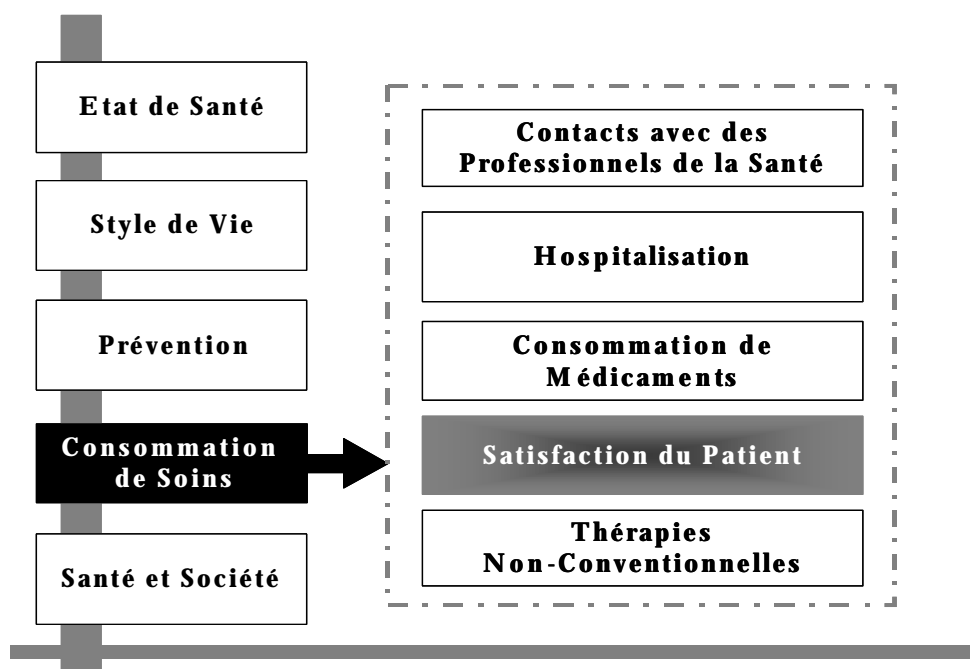 Etat de Santé
Style de Vie
Prévention
Consommation
de Soins
Santé et Société
Contacts avec des
Professionnels de la Santé
Hospitalisation
Consommation de
Médicaments
Satisfaction du Patient
Thérapies
Non-Conventionnelles